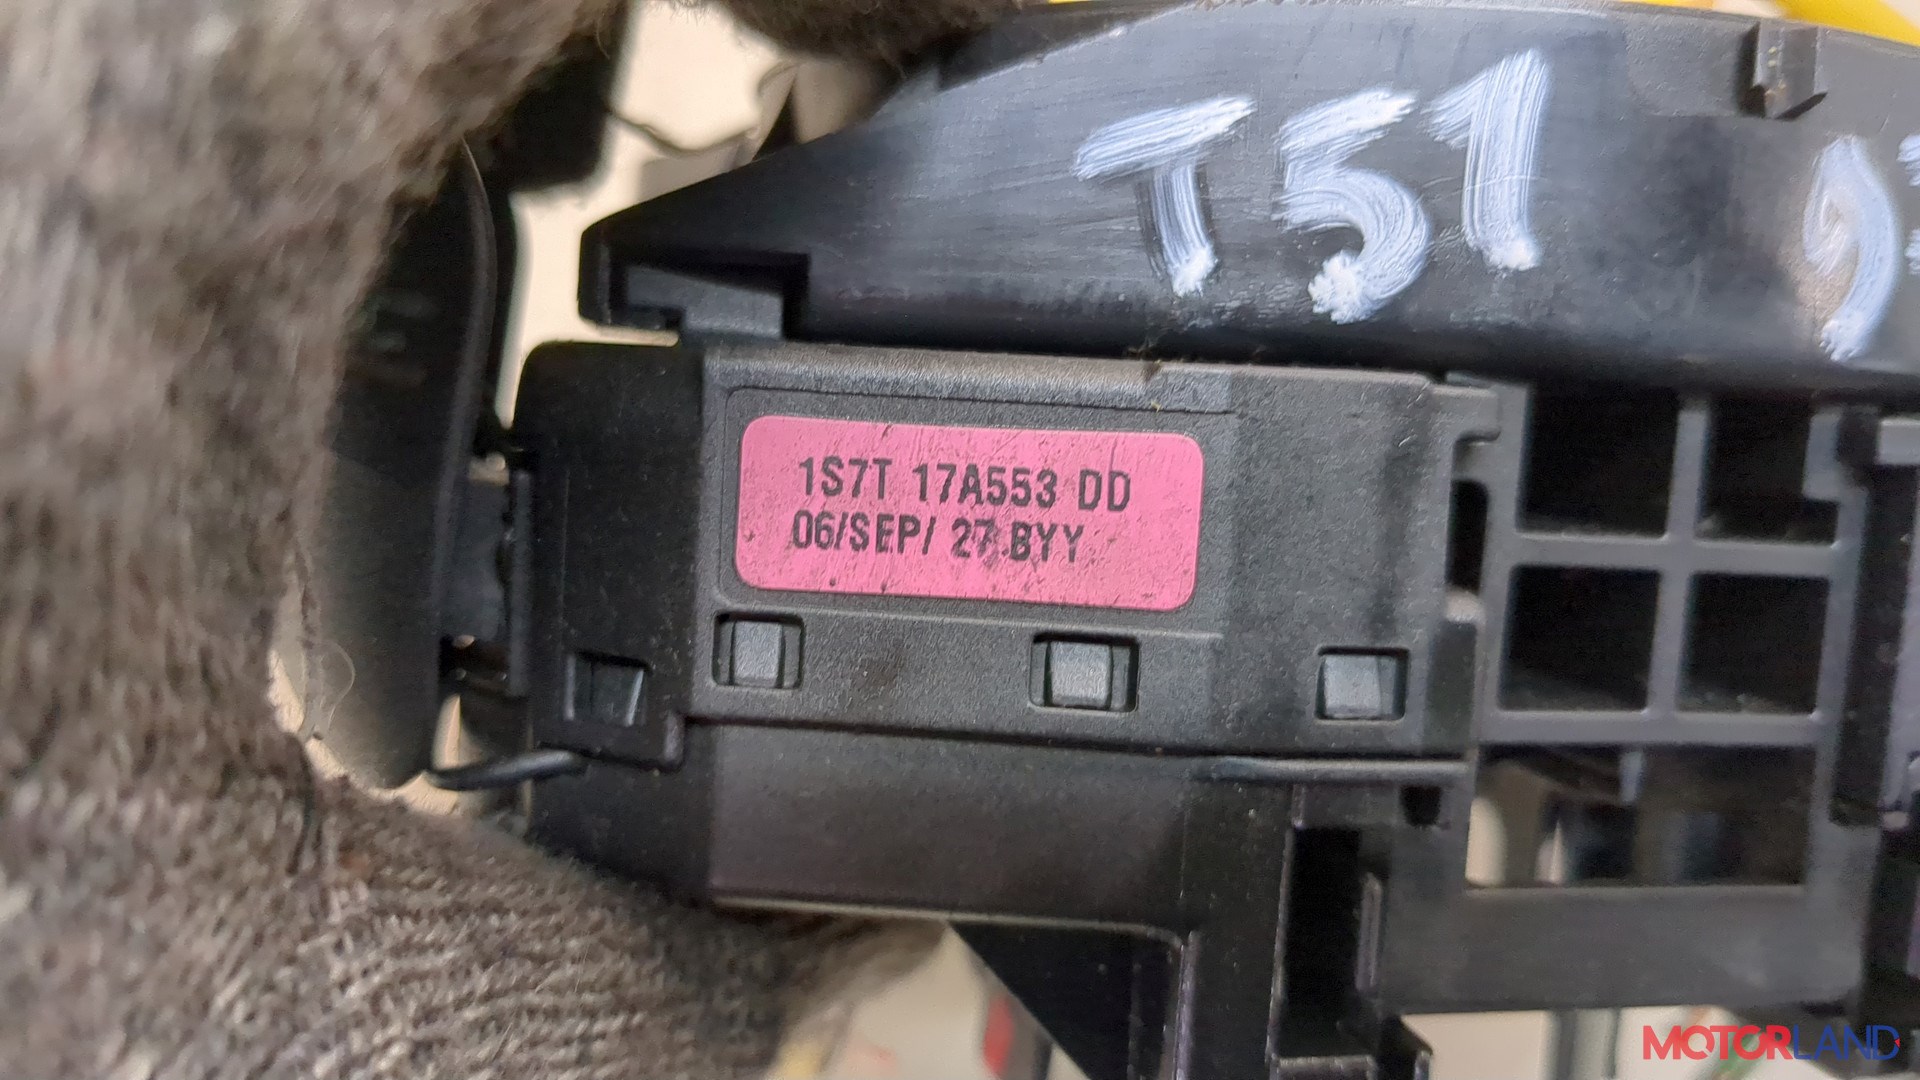 T51
1S7T 17A553 DD
06/SEP/ 27.BYY
MOTORLAND